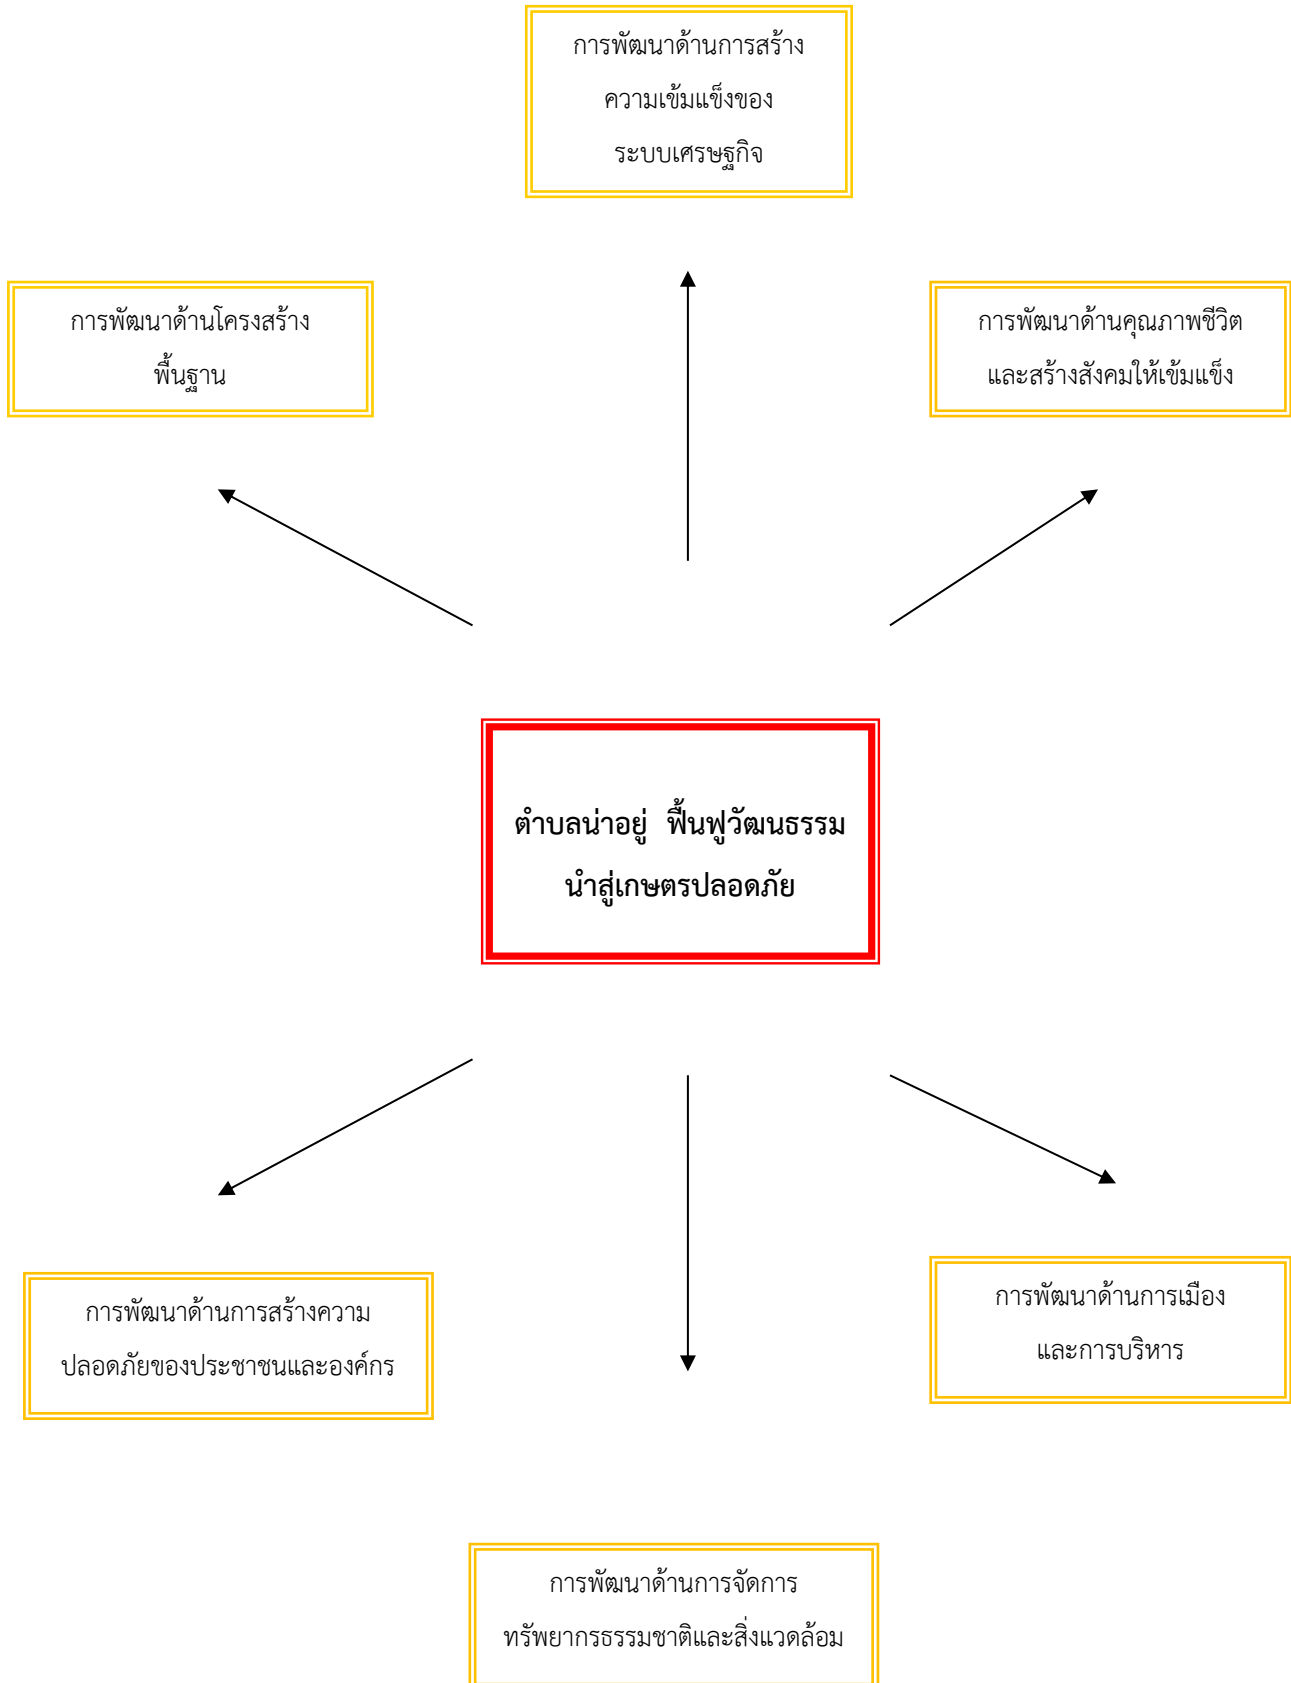 การพัฒนาด้านการสร้าง
ความเข้มแข็งของ
ระบบเศรษฐกิจ
การพัฒนาด้านโครงสร้าง
พื้นฐาน
การพัฒนาด้านคุณภาพชีวิต
และสร้างสังคมให้เข้มแข็ง
ตำบลน่าอยู่ ฟื้นฟูวัฒนธรรม
นำสู่เกษตรปลอดภัย
การพัฒนาด้านการสร้างความ
ปลอดภัยของประชาชนและองค์กร
การพัฒนาด้านการเมือง
และการบริหาร
การพัฒนาด้านการจัดการ
ทรัพยากรธรรมชาติและสิ่งแวดล้อม